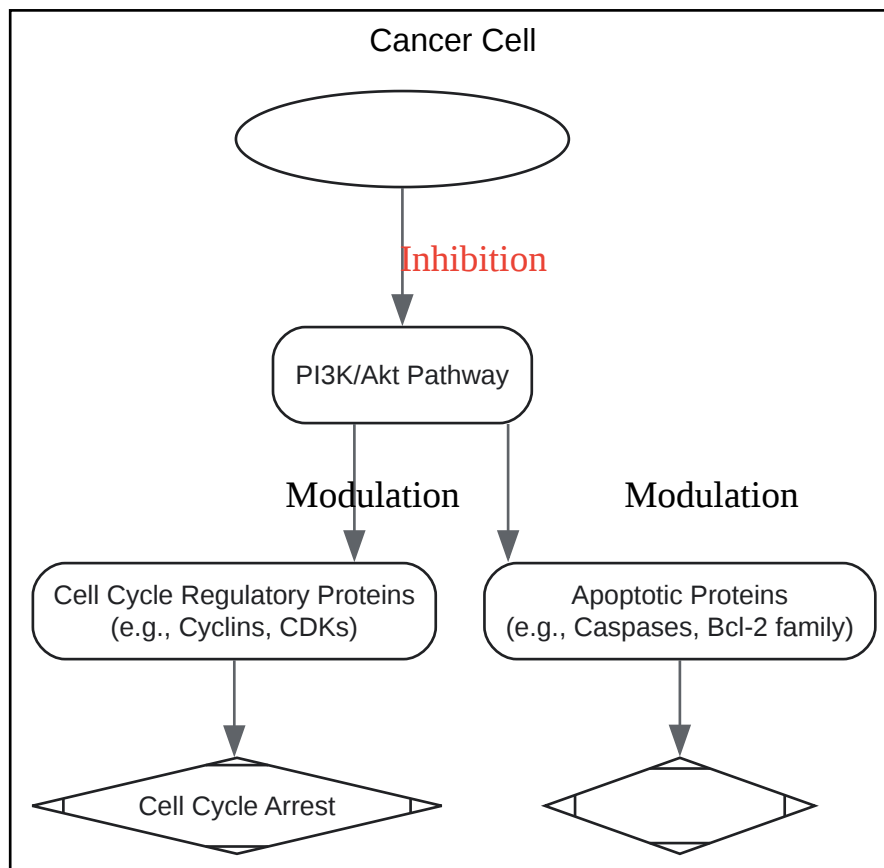 Cancer Cell
Inhibition
PI3K/Akt Pathway
Modulation
Modulation
Cell Cycle Regulatory Proteins
(e.g., Cyclins, CDKs)
Apoptotic Proteins
(e.g., Caspases, Bcl-2 family)
Cell Cycle Arrest